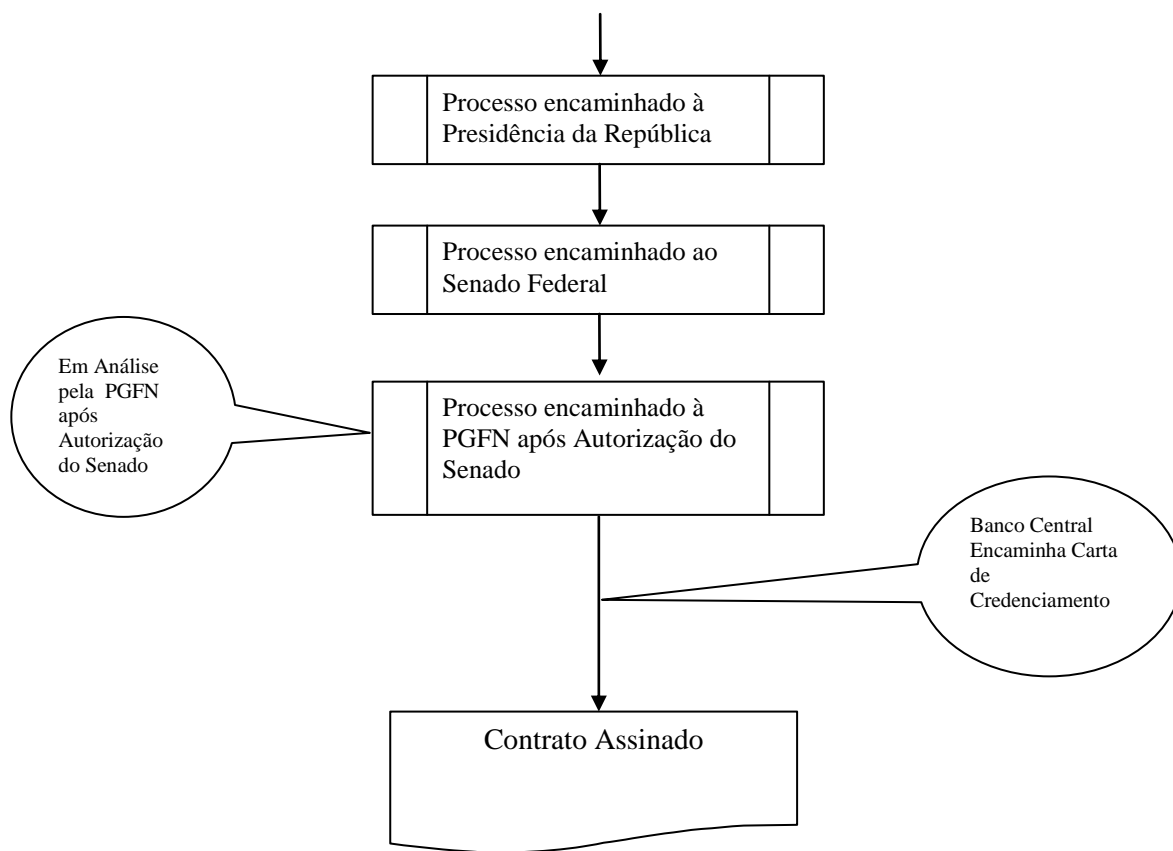 Processo encaminhado à
Presidência da República
Processo encaminhado ao
Senado Federal
Em Análise
pela PGFN
após
Autorização
do Senado
Processo encaminhado à
PGFN após Autorização do
Senado
Banco Central
Encaminha Carta
de
Credenciamento
Contrato Assinado